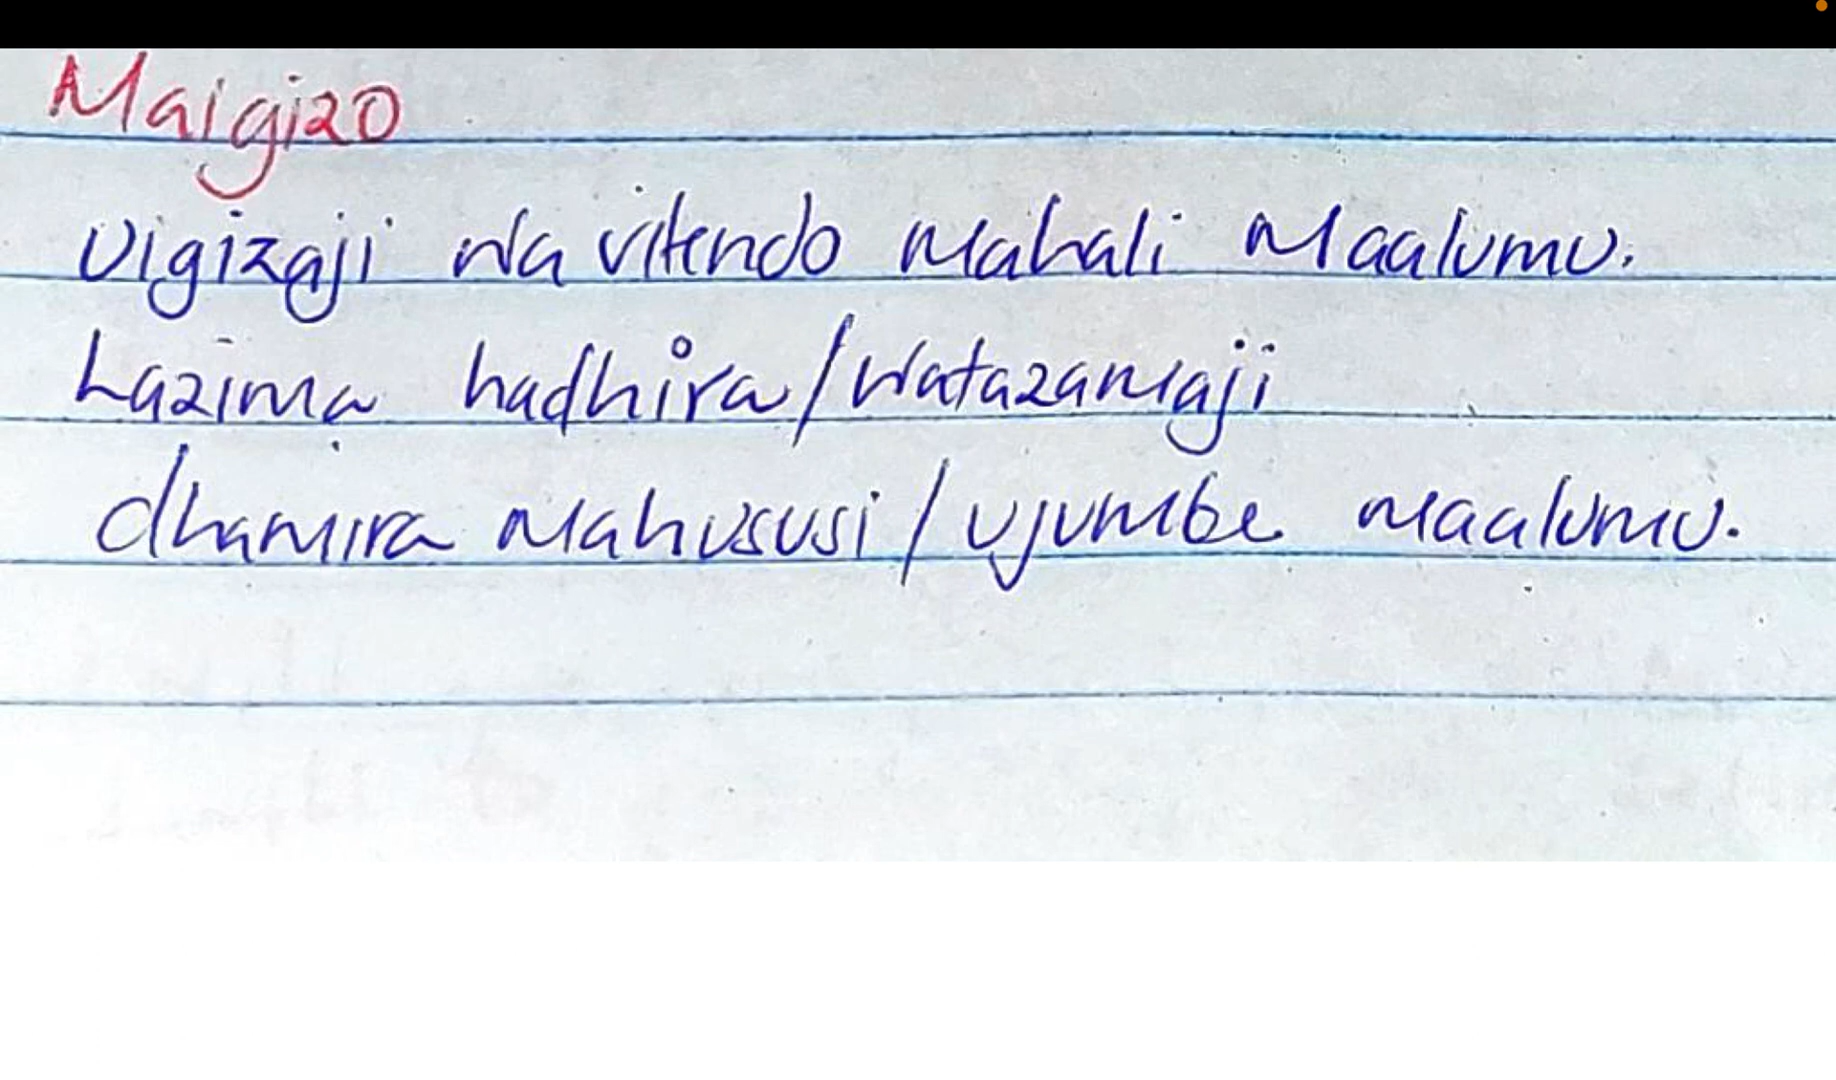 Maigizo
Uigizaji wa vitendo mahali maalumu.
Lazima hadhira/watazamaji
dhamira mahususi/ujumbe maalumu.